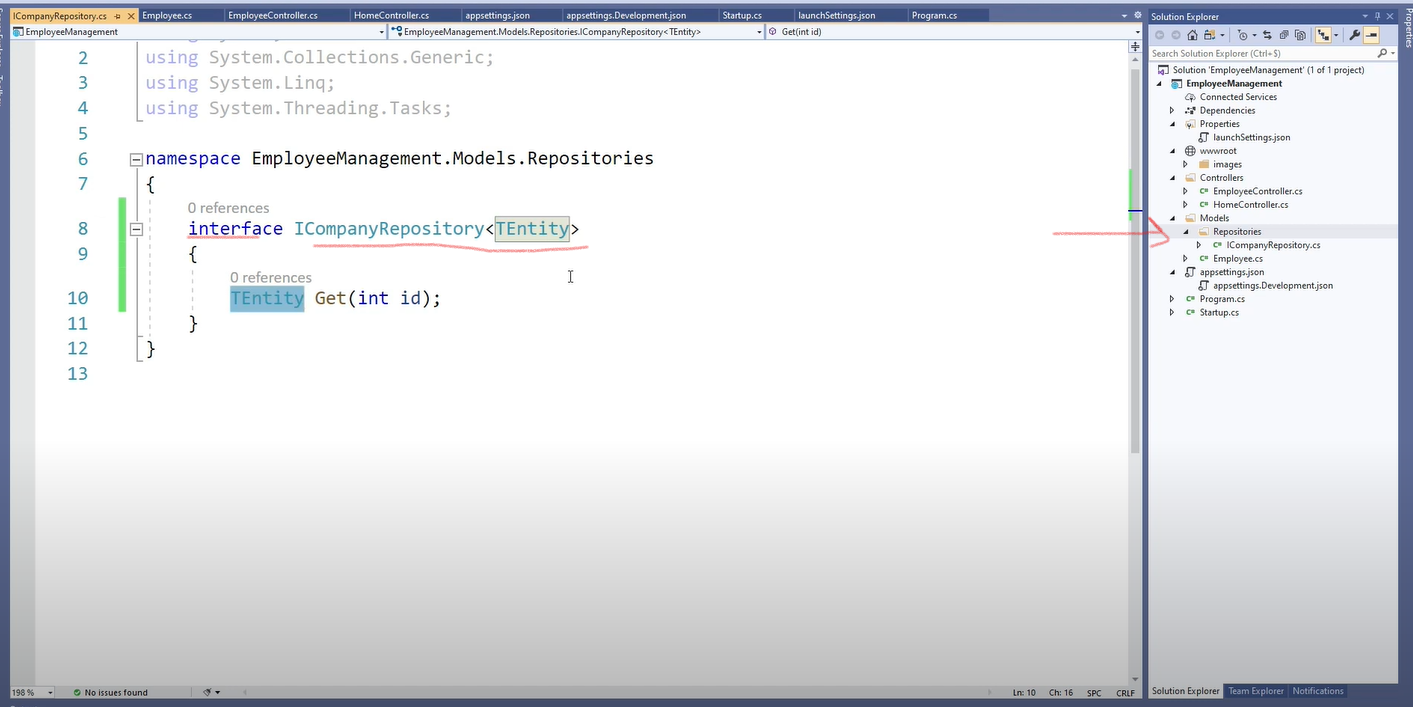 ICompanyRepository.cs Employee.cs EmployeeController.cs HomeController.cs appsettings.json appsettings.Development.json Startup.cs launchSettings.json Program.cs
EmployeeManagement EmployeeManagement.Models.Repositories.ICompanyRepository<TEntity> Get(int id)
2 using System.Collections.Generic;
3 using System.Linq;
4 using System.Threading.Tasks;
5
6 namespace EmployeeManagement.Models.Repositories
7 {
0 references
8 interface ICompanyRepository<TEntity>
9 {
0 references
10 TEntity Get(int id);
11 }
12 }
13
198 % No issues found Ln: 10 Ch: 16 SPC CRLF
Solution Explorer
Search Solution Explorer (Ctrl+$)
Solution 'EmployeeManagement' (1 of 1 project)
EmployeeManagement
Connected Services
Dependencies
Properties
launchSettings.json
wwwroot
images
Controllers
EmployeeController.cs
HomeController.cs
Models
Repositories
ICompanyRepository.cs
Employee.cs
appsettings.json
appsettings.Development.json
Program.cs
Startup.cs
Solution Explorer Team Explorer Notifications
Properties